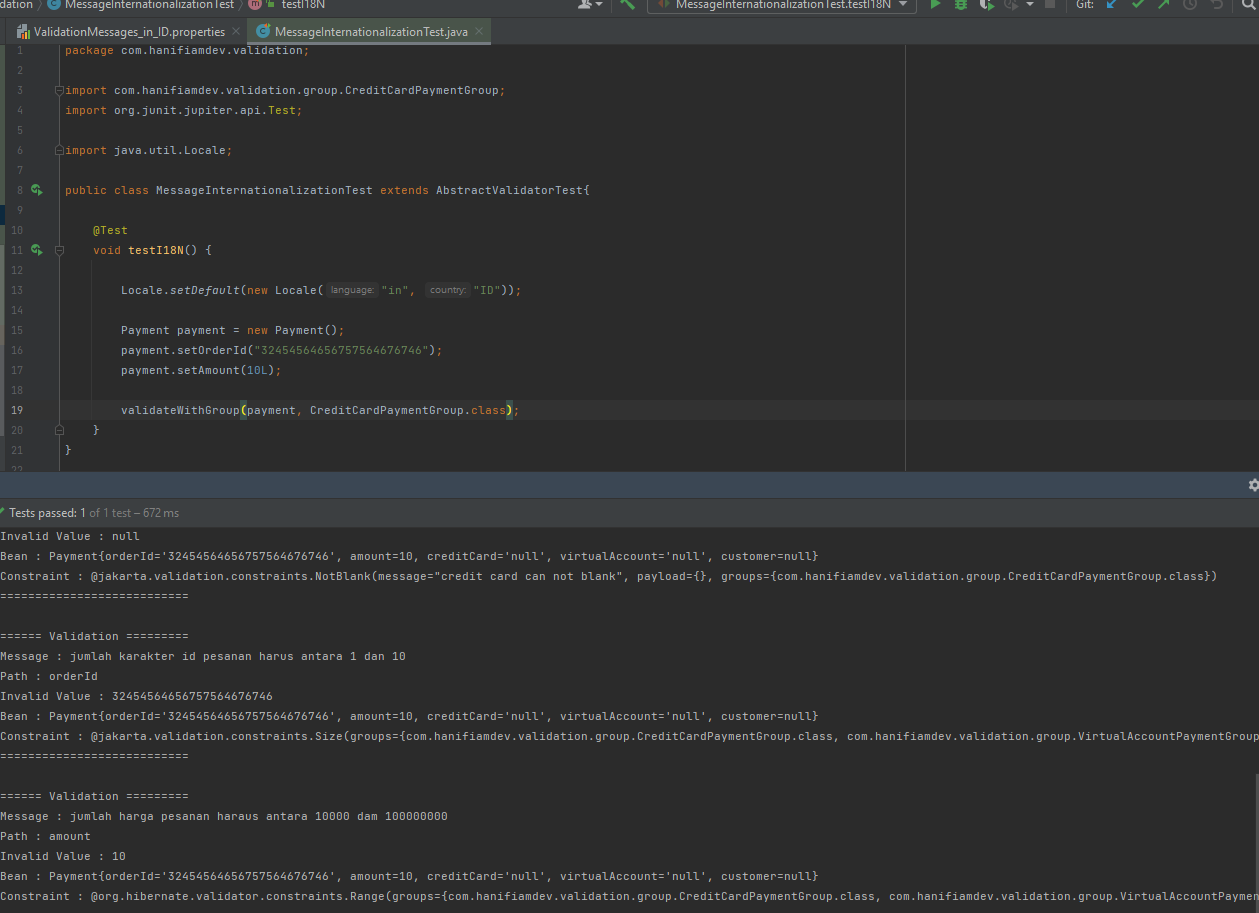 dation MessageInternationalizationTest testI18N MessageInternationalizationTest.testI18N Git:
ValidationMessages_in_ID.properties MessageInternationalizationTest.java
1 package com.hanifiamdev.validation;
2
3 import com.hanifiamdev.validation.group.CreditCardPaymentGroup;
4 import org.junit.jupiter.api.Test;
5
6 import java.util.Locale;
7
8 public class MessageInternationalizationTest extends AbstractValidatorTest{
9
10 @Test
11 void testI18N() {
12
13 Locale.setDefault(new Locale( language: "in", country: "ID"));
14
15 Payment payment = new Payment();
16 payment.setOrderId("32454564656757564676746");
17 payment.setAmount(10L);
18
19 validateWithGroup(payment, CreditCardPaymentGroup.class);
20 }
21 }
22
Tests passed: 1 of 1 test – 672 ms
Invalid Value : null
Bean : Payment{orderId='32454564656757564676746', amount=10, creditCard='null', virtualAccount='null', customer=null}
Constraint : @jakarta.validation.constraints.NotBlank(message="credit card can not blank", payload={}, groups={com.hanifiamdev.validation.group.CreditCardPaymentGroup.class})
===========================
====== Validation =========
Message : jumlah karakter id pesanan harus antara 1 dan 10
Path : orderId
Invalid Value : 32454564656757564676746
Bean : Payment{orderId='32454564656757564676746', amount=10, creditCard='null', virtualAccount='null', customer=null}
Constraint : @jakarta.validation.constraints.Size(groups={com.hanifiamdev.validation.group.CreditCardPaymentGroup.class, com.hanifiamdev.validation.group.VirtualAccountPaymentGroup
===========================
====== Validation =========
Message : jumlah harga pesanan haraus antara 10000 dam 100000000
Path : amount
Invalid Value : 10
Bean : Payment{orderId='32454564656757564676746', amount=10, creditCard='null', virtualAccount='null', customer=null}
Constraint : @org.hibernate.validator.constraints.Range(groups={com.hanifiamdev.validation.group.CreditCardPaymentGroup.class, com.hanifiamdev.validation.group.VirtualAccountPaymen